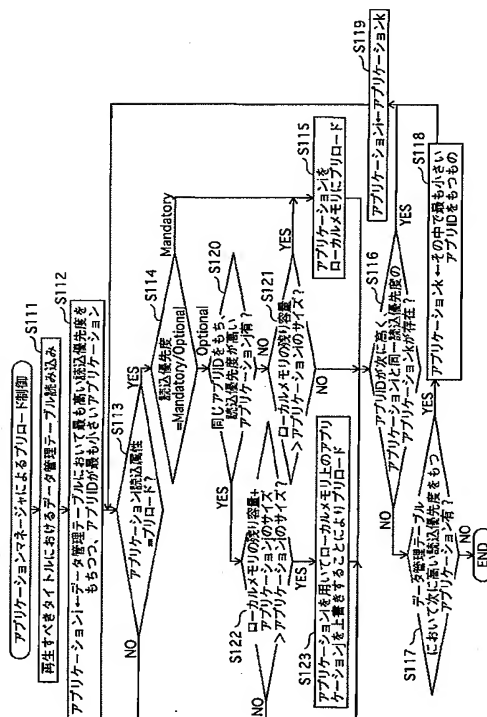 アプリケーションマネージャによるプリロード制御
S111
再生すべきタイトルにおけるデータ管理テーブル読み込み
S112
アプリケーションi←データ管理テーブルにおいて最も高い読込優先度を
もちつつ、アプリIDが最も小さいアプリケーション
S113
アプリケーション読込属性
=プリロード?
NO
YES
S114
読込優先度
=Mandatory/Optional
Mandatory
Optional
S120
同じアプリIDをもち、
読込優先度が高い
アプリケーション有?
YES
NO
S121
ローカルメモリの残り容量
>アプリケーションiのサイズ?
YES
NO
S115
アプリケーションiを
ローカルメモリにプリロード
S122
ローカルメモリの残り容量+
アプリケーションiのサイズ
>アプリケーションiのサイズ?
NO
YES
S123
アプリケーションiを用いてローカルメモリ上のアプリ
ケーションiを上書きすることによりプリロード
S116
アプリIDが次に高く、
アプリケーションiと同一読込優先度の
アプリケーションkが存在?
YES
NO
S117
データ管理テーブル
において次に高い読込優先度をもつ
アプリケーション有?
YES
NO
S118
アプリケーションk←その中で最も小さい
アプリIDをもつもの
S119
アプリケーションi←アプリケーションk
END